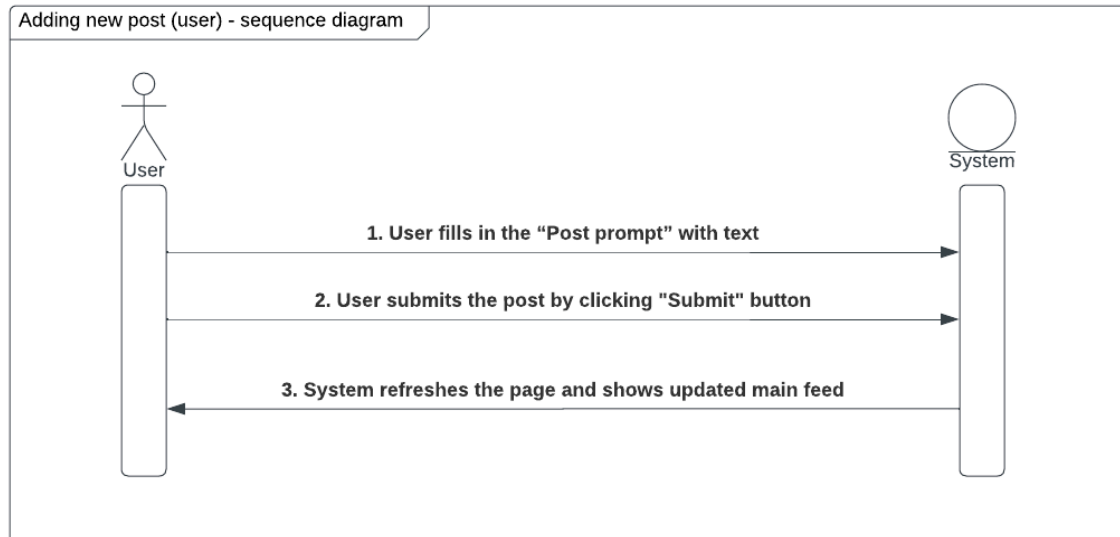 Adding new post (user) - sequence diagram
User
System
1. User fills in the “Post prompt” with text
2. User submits the post by clicking "Submit" button
3. System refreshes the page and shows updated main feed